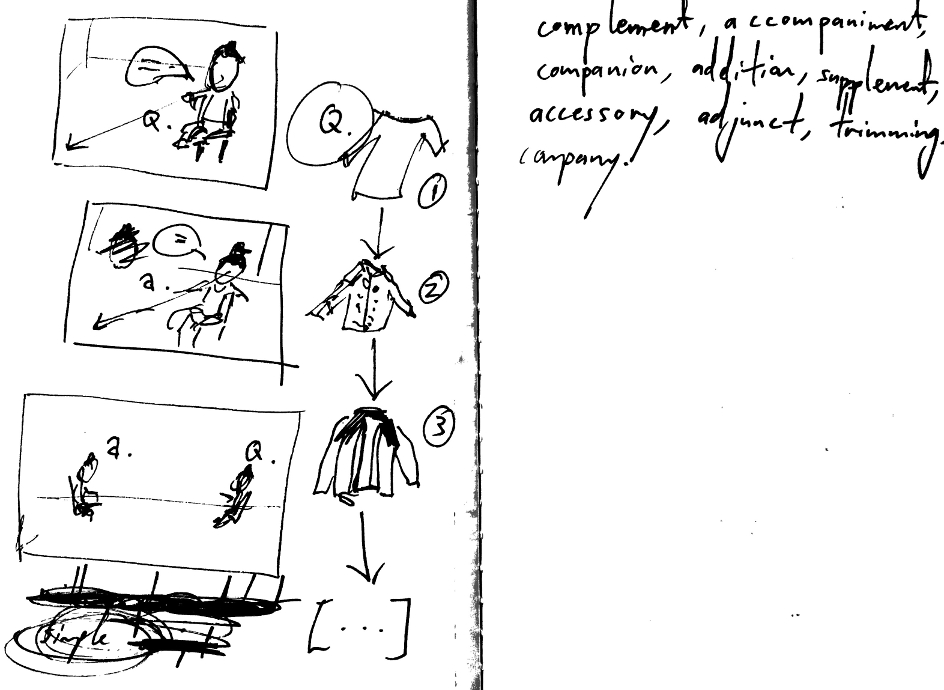 Q.
Q.
①
a.
②
a.
Q.
③
Simple
[...]
complement, accompaniment,
companion, addition, supplement,
accessory, adjunct, trimming,
company.